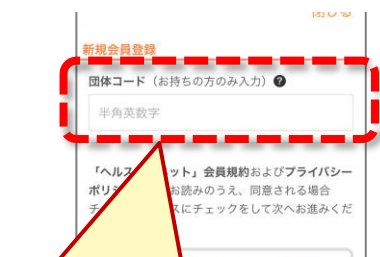 閉じる
新規会員登録
団体コード（お持ちの方のみ入力）?
半角英数字
「ヘルス ット」会員規約およびプライバシー
ポリ お読みのうえ、同意される場合
チ スにチェックをして次へお進みくだ